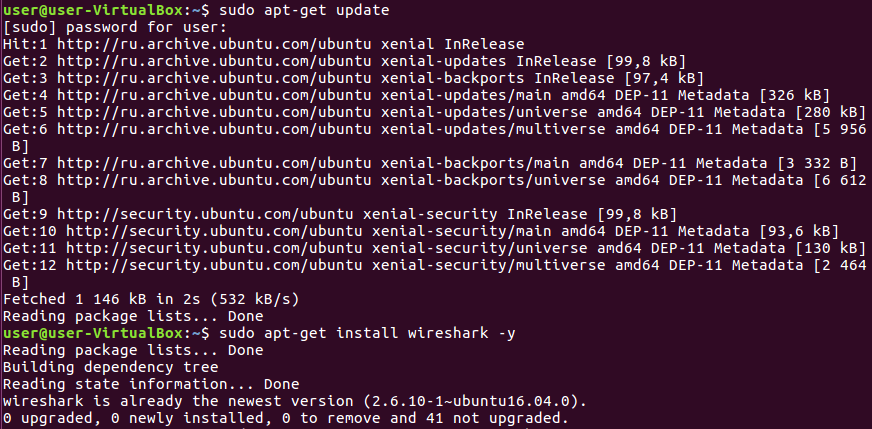 user@user-VirtualBox:~$ sudo apt-get update
[sudo] password for user:
Hit:1 http://ru.archive.ubuntu.com/ubuntu xenial InRelease
Get:2 http://ru.archive.ubuntu.com/ubuntu xenial-updates InRelease [99,8 kB]
Get:3 http://ru.archive.ubuntu.com/ubuntu xenial-backports InRelease [97,4 kB]
Get:4 http://ru.archive.ubuntu.com/ubuntu xenial-updates/main amd64 DEP-11 Metadata [326 kB]
Get:5 http://ru.archive.ubuntu.com/ubuntu xenial-updates/universe amd64 DEP-11 Metadata [280 kB]
Get:6 http://ru.archive.ubuntu.com/ubuntu xenial-updates/multiverse amd64 DEP-11 Metadata [5 956
 B]
Get:7 http://ru.archive.ubuntu.com/ubuntu xenial-backports/main amd64 DEP-11 Metadata [3 332 B]
Get:8 http://ru.archive.ubuntu.com/ubuntu xenial-backports/universe amd64 DEP-11 Metadata [6 612
 B]
Get:9 http://security.ubuntu.com/ubuntu xenial-security InRelease [99,8 kB]
Get:10 http://security.ubuntu.com/ubuntu xenial-security/main amd64 DEP-11 Metadata [93,6 kB]
Get:11 http://security.ubuntu.com/ubuntu xenial-security/universe amd64 DEP-11 Metadata [130 kB]
Get:12 http://security.ubuntu.com/ubuntu xenial-security/multiverse amd64 DEP-11 Metadata [2 464
 B]
Fetched 1 146 kB in 2s (532 kB/s)
Reading package lists... Done
user@user-VirtualBox:~$ sudo apt-get install wireshark -y
Reading package lists... Done
Building dependency tree
Reading state information... Done
wireshark is already the newest version (2.6.10-1~ubuntu16.04.0).
0 upgraded, 0 newly installed, 0 to remove and 41 not upgraded.